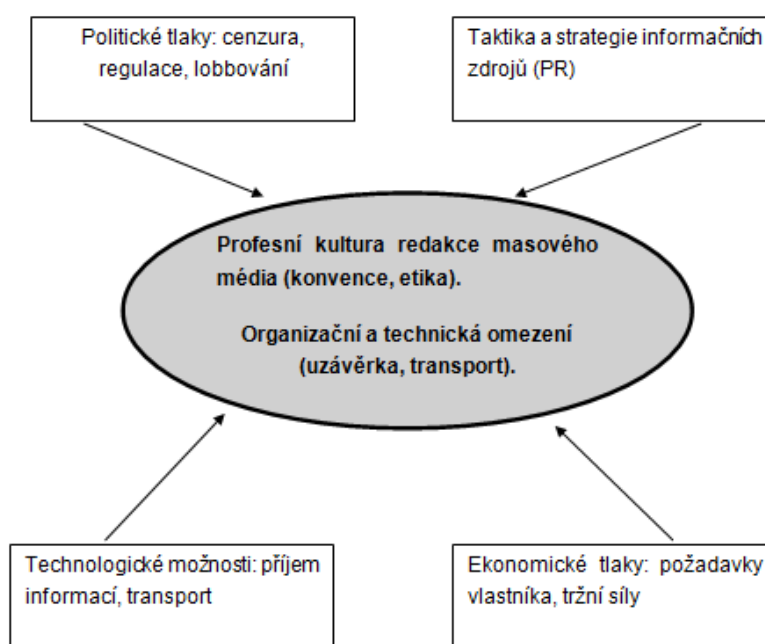 Politické tlaky: cenzura,
regulace, lobbování
Taktika a strategie informačních
zdrojů (PR)
Profesní kultura redakce masového
média (konvence, etika).
Organizační a technická omezení
(uzávěrka, transport).
Technologické možnosti: příjem
informací, transport
Ekonomické tlaky: požadavky
vlastníka, tržní síly